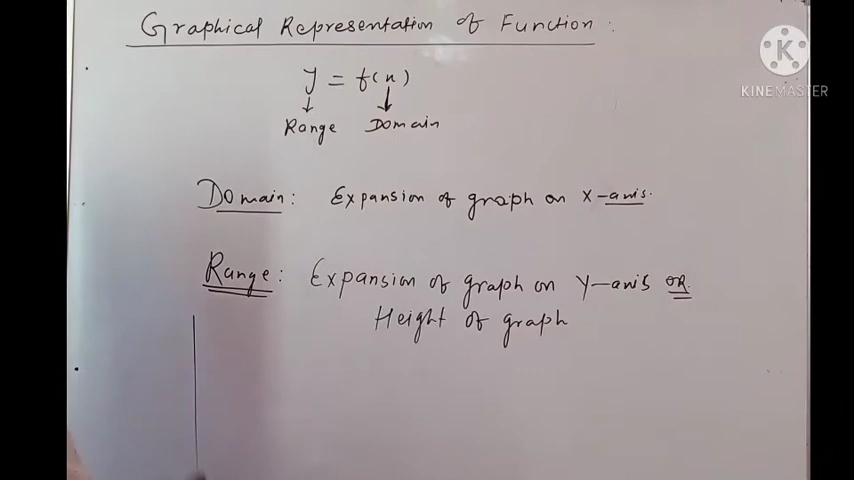 Graphical Representation of Function :
y = f(x)
Range Domain
Domain: Expansion of graph on X-axis.
Range: Expansion of graph on Y-axis OR
Height of graph
K
KINEMASTER